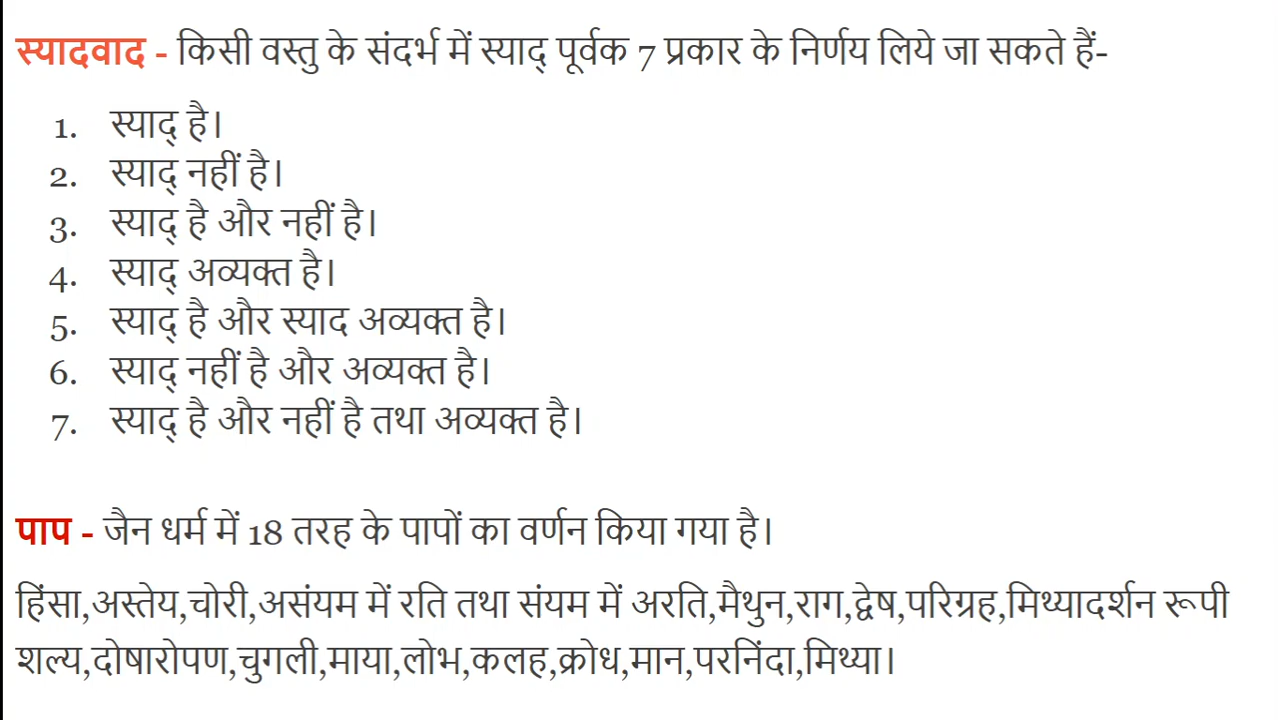 स्यादवाद - किसी वस्तु के संदर्भ में स्याद् पूर्वक 7 प्रकार के निर्णय लिये जा सकते हैं-
1. स्याद् है।
2. स्याद् नहीं है।
3. स्याद् है और नहीं है।
4. स्याद् अव्यक्त है।
5. स्याद् है और स्याद अव्यक्त है।
6. स्याद् नहीं है और अव्यक्त है।
7. स्याद् है और नहीं है तथा अव्यक्त है।
पाप - जैन धर्म में 18 तरह के पापों का वर्णन किया गया है।
हिंसा,अस्तेय,चोरी,असंयम में रति तथा संयम में अरति,मैथुन,राग,द्वेष,परिग्रह,मिथ्यादर्शन रूपी
शल्य,दोषारोपण,चुगली,माया,लोभ,कलह,क्रोध,मान,परनिंदा,मिथ्या।